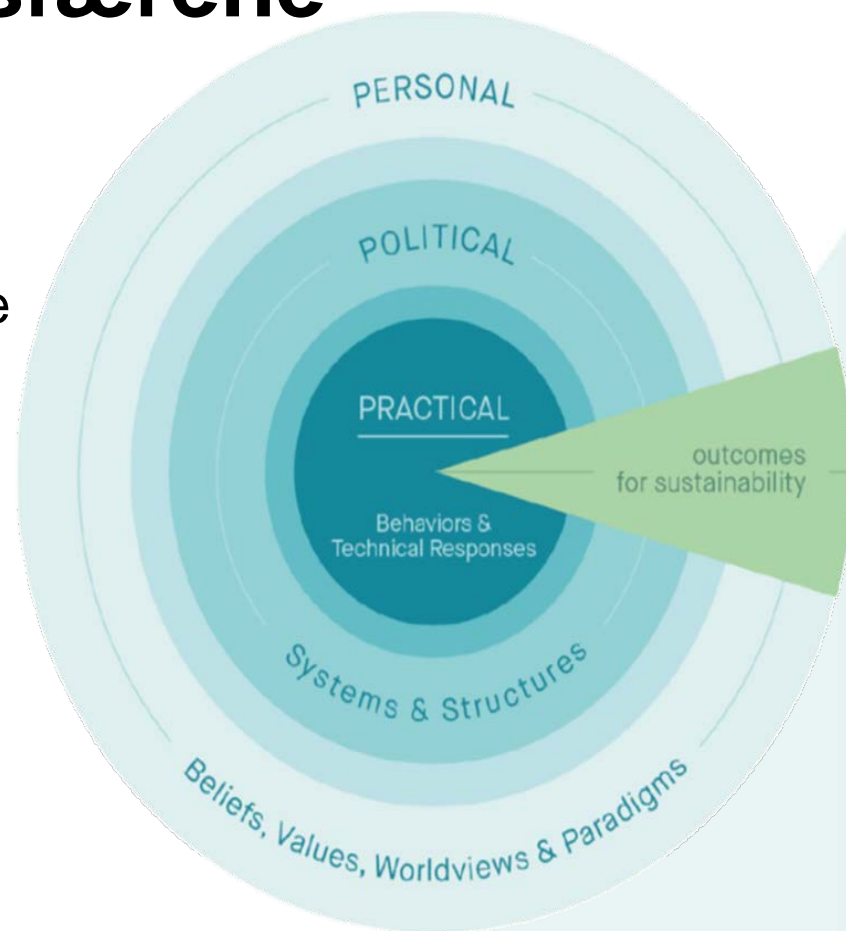 PERSONAL
POLITICAL
PRACTICAL
outcomes
for sustainability
Behaviors &
Technical Responses
Systems & Structures
Beliefs, Values, Worldviews & Paradigms